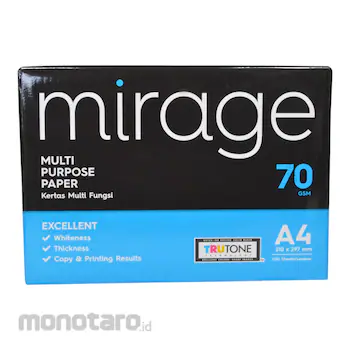 mirage
MULTI
PURPOSE
PAPER
Kertas Multi Fungsi
70
GSM
EXCELLENT
Whiteness
Thickness
Copy & Printing Results
TRUTONE
A4
210 x 297 mm
monotaro.id